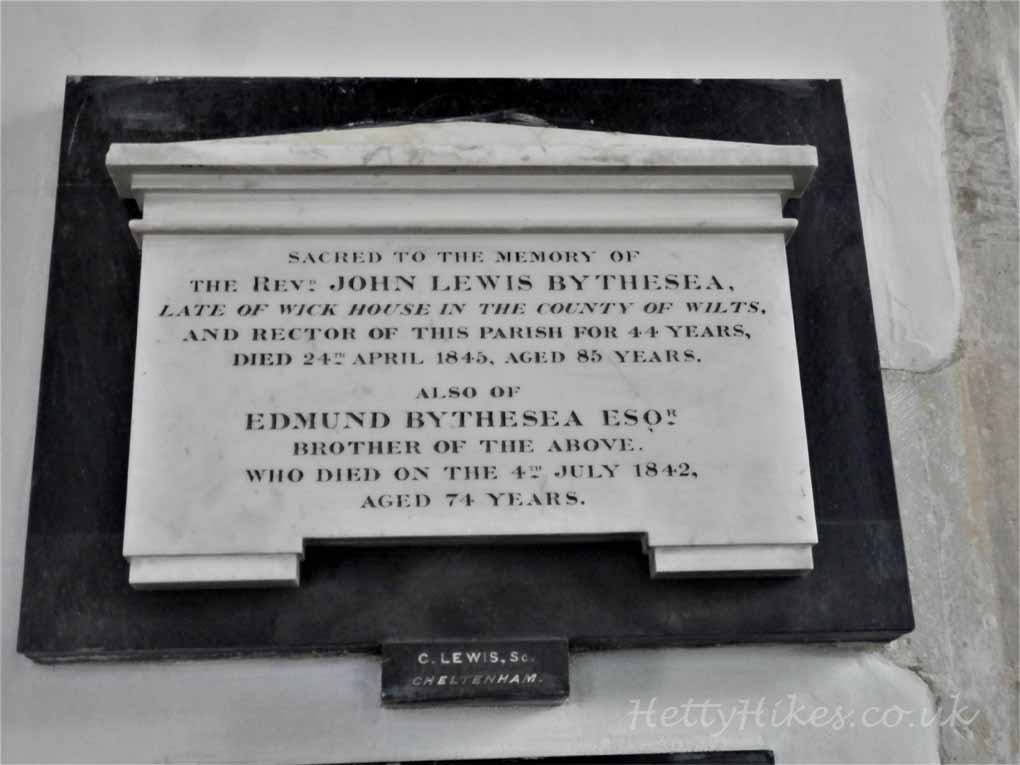 SACRED TO THE MEMORY OF
THE REVD. JOHN LEWIS BYTHESEA,
LATE OF WICK HOUSE IN THE COUNTY OF WILTS,
AND RECTOR OF THIS PARISH FOR 44 YEARS,
DIED 24TH APRIL 1845, AGED 85 YEARS.
ALSO OF
EDMUND BYTHESEA ESQR
BROTHER OF THE ABOVE.
WHO DIED ON THE 4TH JULY 1842,
AGED 74 YEARS.
C. LEWIS, Sc.
CHELTENHAM.
HettyHikes.co.uk